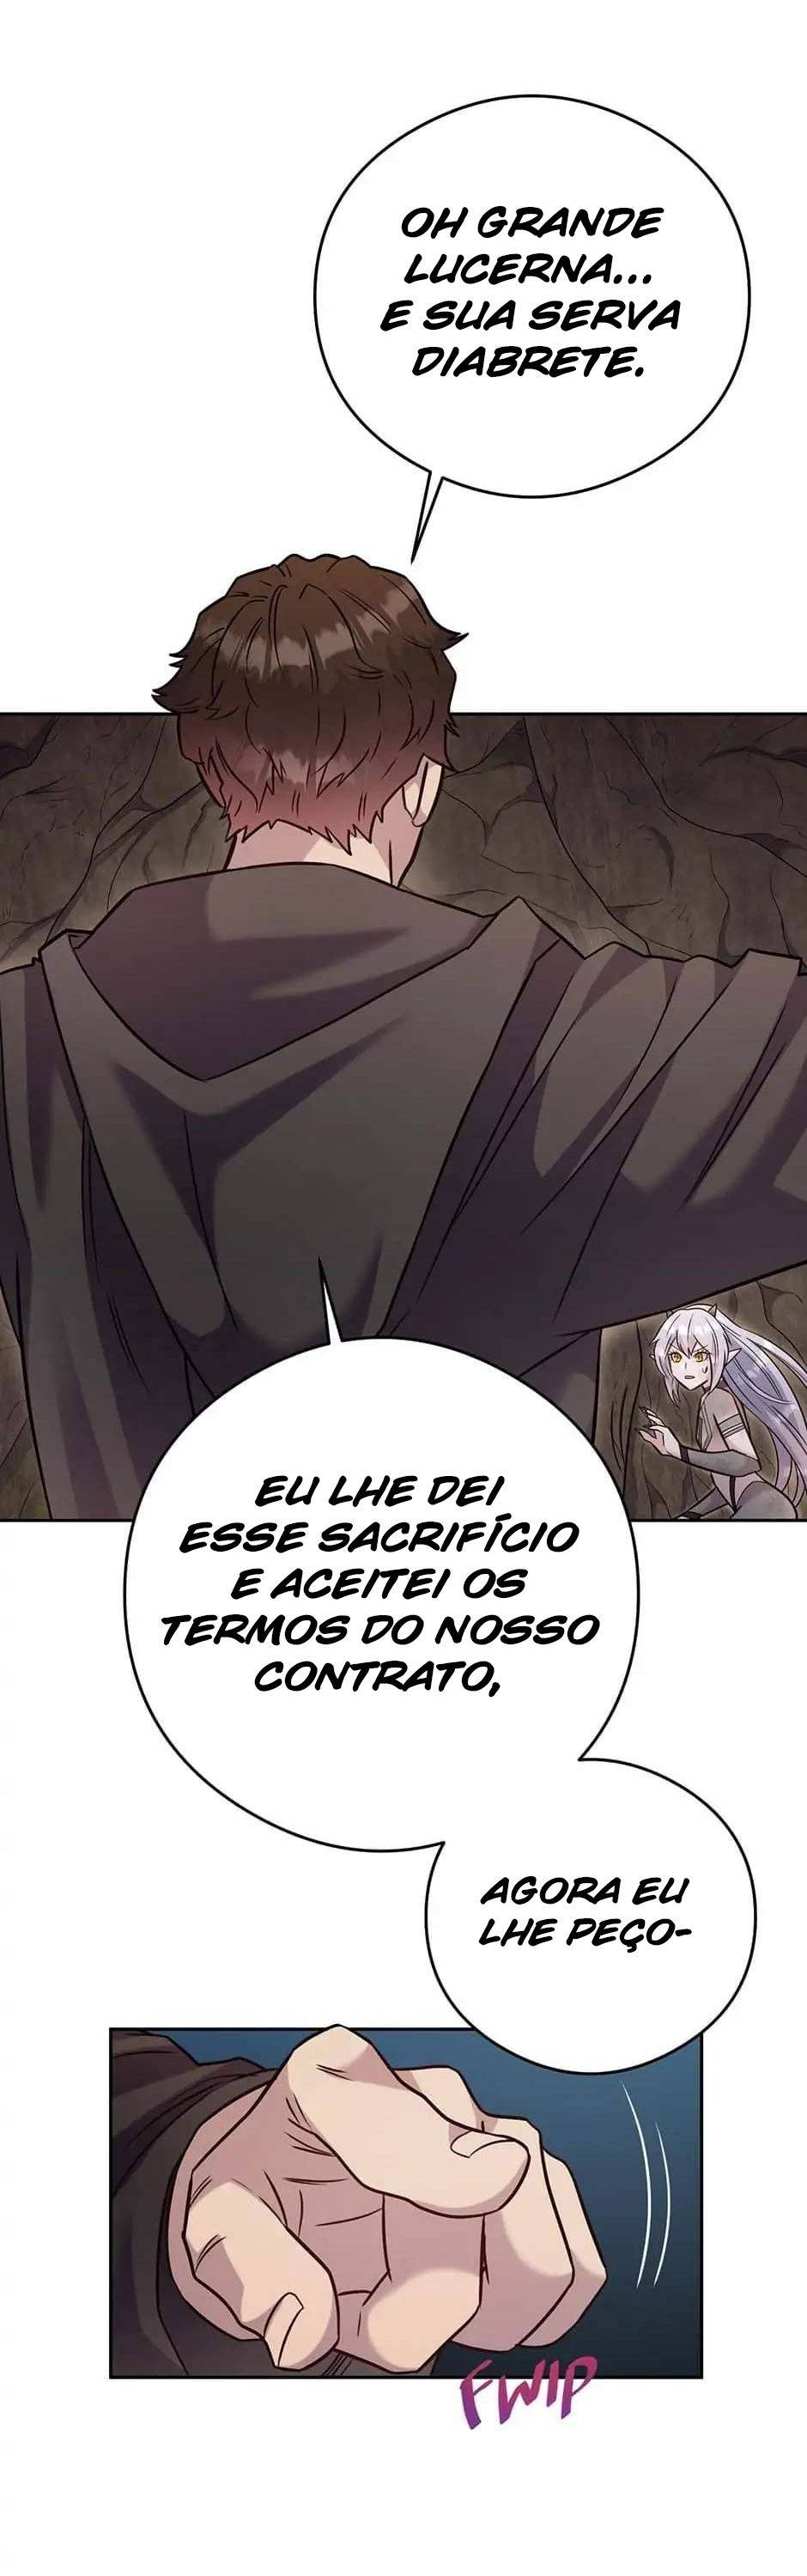 OH GRANDE
LUCERNA...
E SUA SERVA
DIABRETE.
EU LHE DEI
ESSE SACRIFÍCIO
E ACEITEI OS
TERMOS DO NOSSO
CONTRATO,
AGORA EU
LHE PEÇO-
FWIP